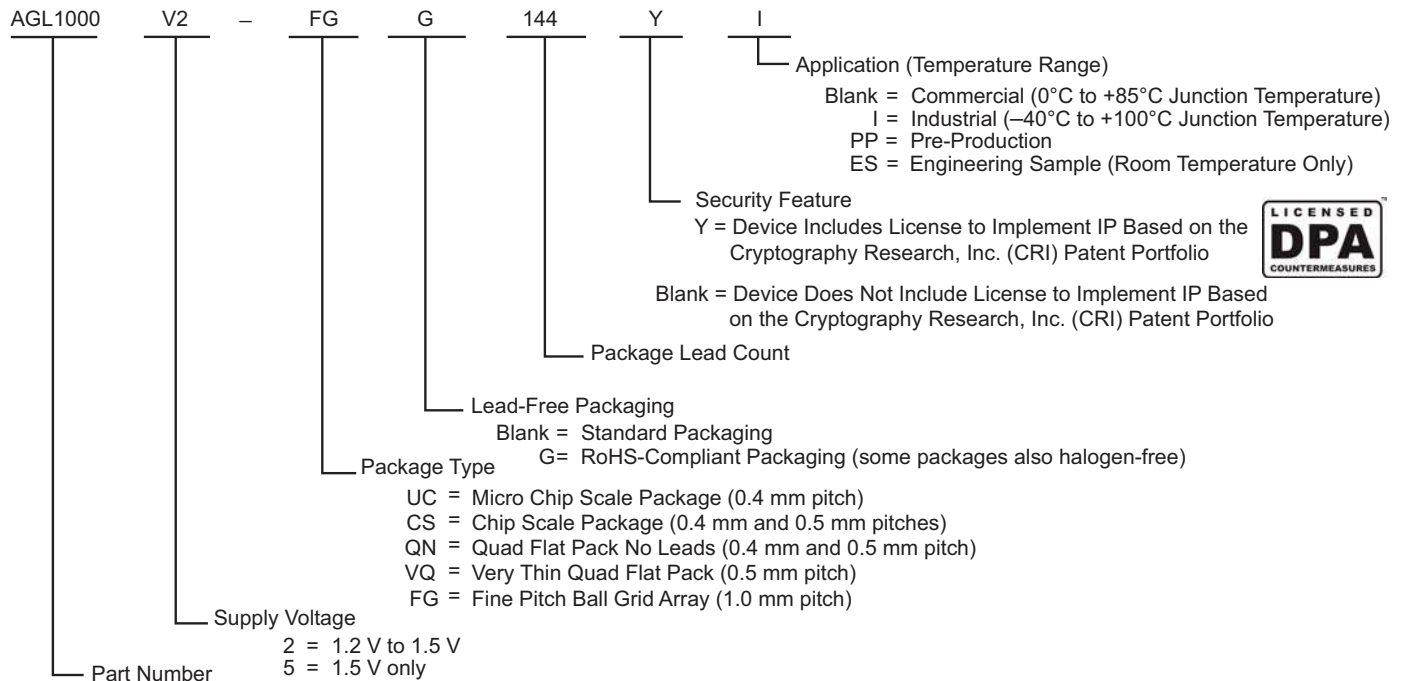 AGL1000 V2 – FG G 144 Y I
Application (Temperature Range)
Blank = Commercial (0°C to +85°C Junction Temperature)
I = Industrial (–40°C to +100°C Junction Temperature)
PP = Pre-Production
ES = Engineering Sample (Room Temperature Only)
Security Feature
Y = Device Includes License to Implement IP Based on the
Cryptography Research, Inc. (CRI) Patent Portfolio
LICENSED™
DPA
COUNTERMEASURES
Blank = Device Does Not Include License to Implement IP Based
on the Cryptography Research, Inc. (CRI) Patent Portfolio
Package Lead Count
Lead-Free Packaging
Blank = Standard Packaging
G= RoHS-Compliant Packaging (some packages also halogen-free)
Package Type
UC = Micro Chip Scale Package (0.4 mm pitch)
CS = Chip Scale Package (0.4 mm and 0.5 mm pitches)
QN = Quad Flat Pack No Leads (0.4 mm and 0.5 mm pitch)
VQ = Very Thin Quad Flat Pack (0.5 mm pitch)
FG = Fine Pitch Ball Grid Array (1.0 mm pitch)
Supply Voltage
2 = 1.2 V to 1.5 V
5 = 1.5 V only
Part Number